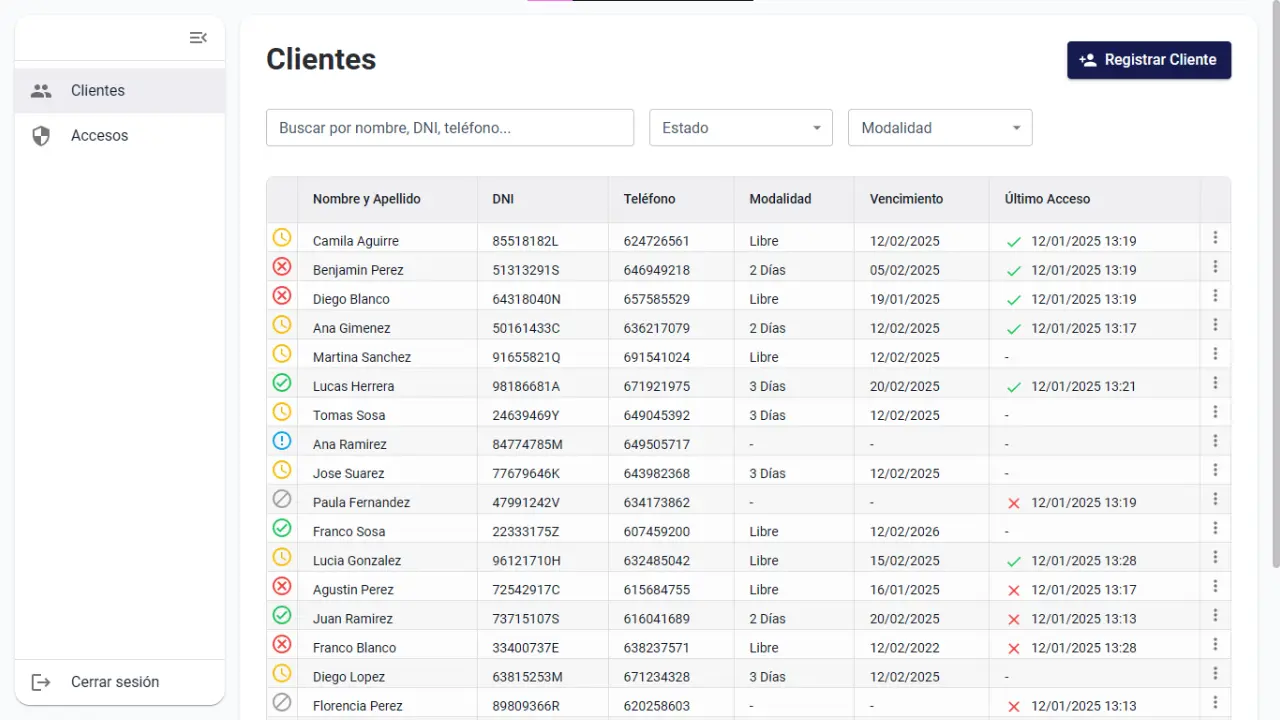 Clientes
Accesos
Cerrar sesión
Clientes
Registrar Cliente
Buscar por nombre, DNI, teléfono...
Estado
Modalidad
Nombre y Apellido DNI Teléfono Modalidad Vencimiento Último Acceso
Camila Aguirre 85518182L 624726561 Libre 12/02/2025 12/01/2025 13:19
Benjamin Perez 51313291S 646949218 2 Días 05/02/2025 12/01/2025 13:19
Diego Blanco 64318040N 657585529 Libre 19/01/2025 12/01/2025 13:19
Ana Gimenez 50161433C 636217079 2 Días 12/02/2025 12/01/2025 13:17
Martina Sanchez 91655821Q 691541024 Libre 12/02/2025 -
Lucas Herrera 98186681A 671921975 3 Días 20/02/2025 12/01/2025 13:21
Tomas Sosa 24639469Y 649045392 3 Días 12/02/2025 -
Ana Ramirez 84774785M 649505717 - - -
Jose Suarez 77679646K 643982368 3 Días 12/02/2025 -
Paula Fernandez 47991242V 634173862 - - 12/01/2025 13:19
Franco Sosa 22333175Z 607459200 Libre 12/02/2026 -
Lucia Gonzalez 96121710H 632485042 Libre 15/02/2025 12/01/2025 13:28
Agustin Perez 72542917C 615684755 Libre 16/01/2025 12/01/2025 13:17
Juan Ramirez 73715107S 616041689 2 Días 20/02/2025 12/01/2025 13:13
Franco Blanco 33400737E 638237571 Libre 12/02/2022 12/01/2025 13:28
Diego Lopez 63815253M 671234328 3 Días 12/02/2025 -
Florencia Perez 89809366R 620258603 - - 12/01/2025 13:13